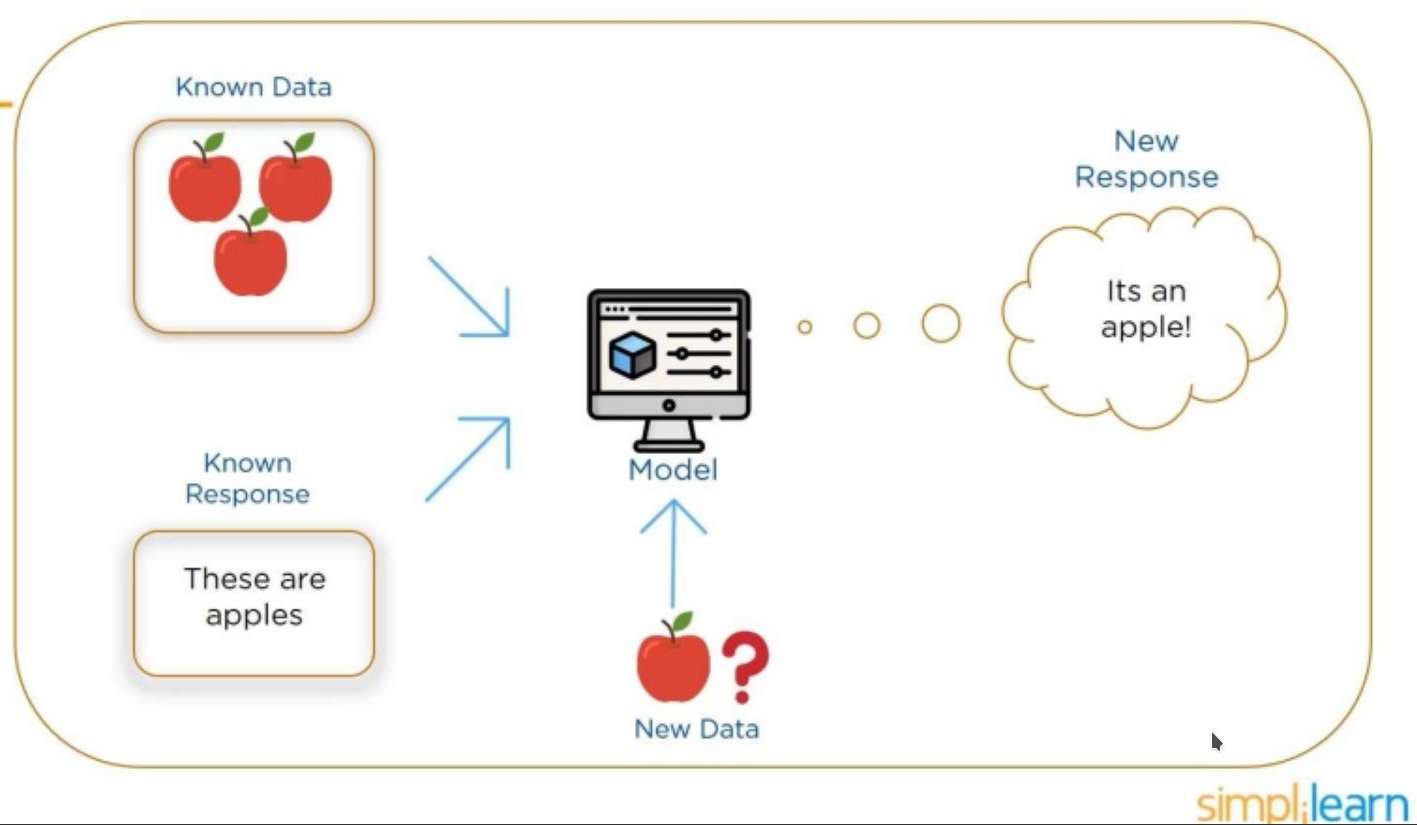 Known Data
New
Response
Its an
apple!
Known
Response
Model
These are
apples
?
New Data
simplilearn